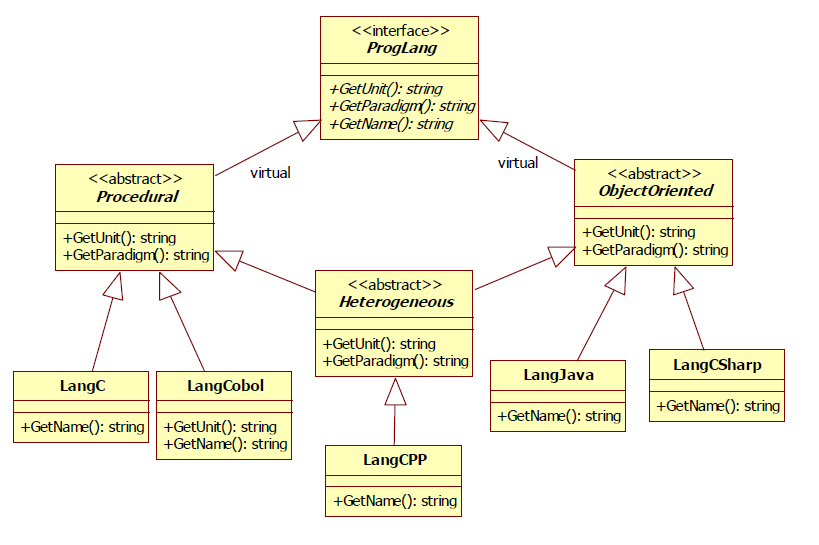 <<interface>>
ProgLang
+GetUnit(): string
+GetParadigm(): string
+GetName(): string
virtual
virtual
<<abstract>>
Procedural
+GetUnit(): string
+GetParadigm(): string
<<abstract>>
ObjectOriented
+GetUnit(): string
+GetParadigm(): string
<<abstract>>
Heterogeneous
+GetUnit(): string
+GetParadigm(): string
LangC
+GetName(): string
LangCobol
+GetUnit(): string
+GetName(): string
LangJava
+GetName(): string
LangCSharp
+GetName(): string
LangCPP
+GetName(): string